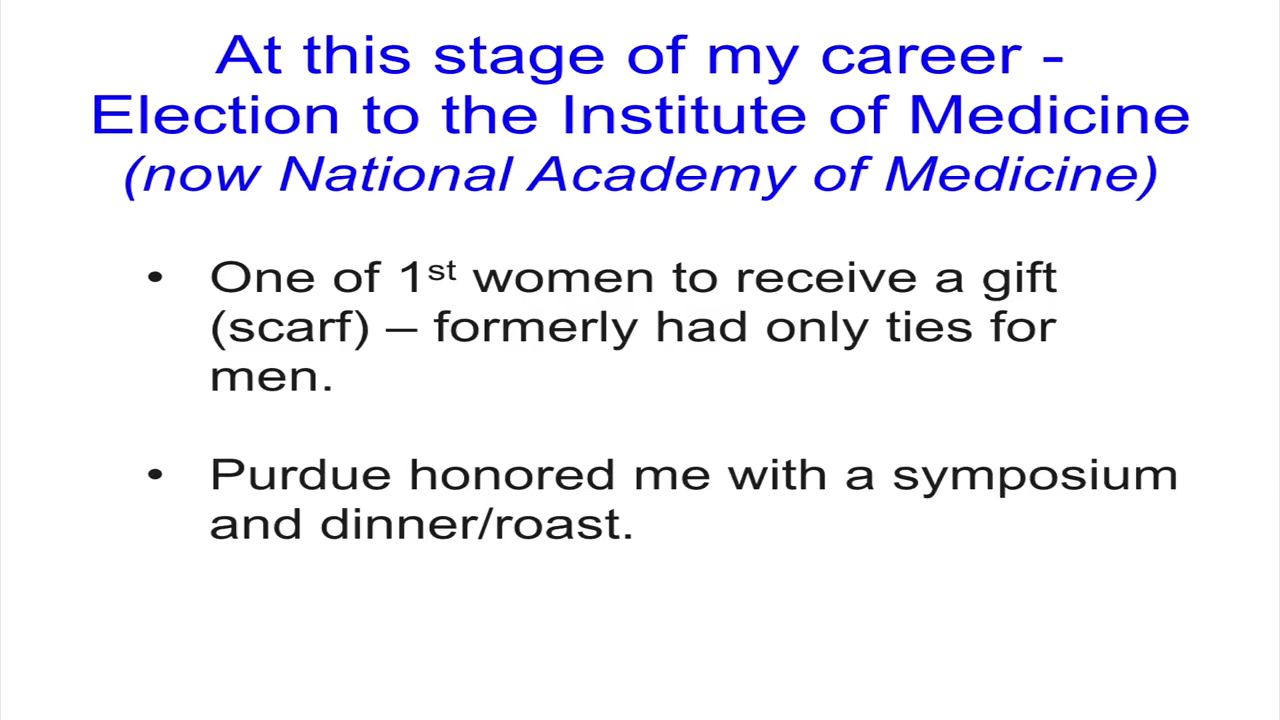 At this stage of my career -
Election to the Institute of Medicine
(now National Academy of Medicine)
• One of 1st women to receive a gift
(scarf) – formerly had only ties for
men.
• Purdue honored me with a symposium
and dinner/roast.